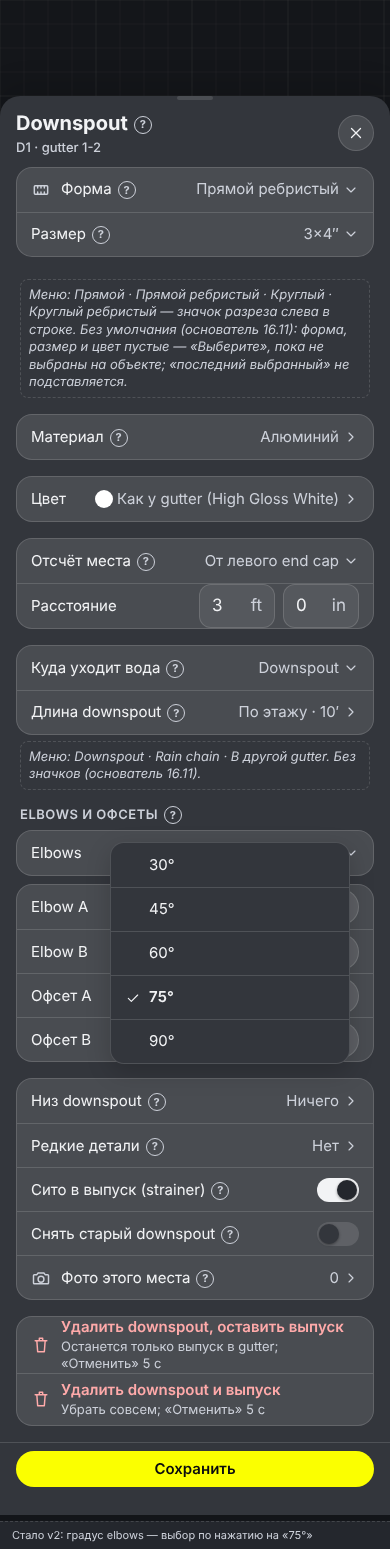 Downspout ?
D1 · gutter 1-2
Форма ? Прямой ребристый
Размер ? 3×4″
Меню: Прямой · Прямой ребристый · Круглый ·
Круглый ребристый — значок разреза слева в
строке. Без умолчания (основатель 16.11): форма,
размер и цвет пустые — «Выберите», пока не
выбраны на объекте; «последний выбранный» не
подставляется.
Материал ? Алюминий
Цвет Как у gutter (High Gloss White)
Отсчёт места ? От левого end cap
Расстояние 3 ft 0 in
Куда уходит вода ? Downspout
Длина downspout ? По этажу · 10′
Меню: Downspout · Rain chain · В другой gutter. Без
значков (основатель 16.11).
ELBOWS И ОФСЕТЫ ?
Elbows
30°
Elbow A
45°
Elbow B
60°
Офсет A
75°
Офсет B
90°
Низ downspout ? Ничего
Редкие детали ? Нет
Сито в выпуск (strainer) ?
Снять старый downspout ?
Фото этого места ? 0
Удалить downspout, оставить выпуск
Останется только выпуск в gutter;
«Отменить» 5 с
Удалить downspout и выпуск
Убрать совсем; «Отменить» 5 с
Сохранить
Стало v2: градус elbows — выбор по нажатию на «75°»